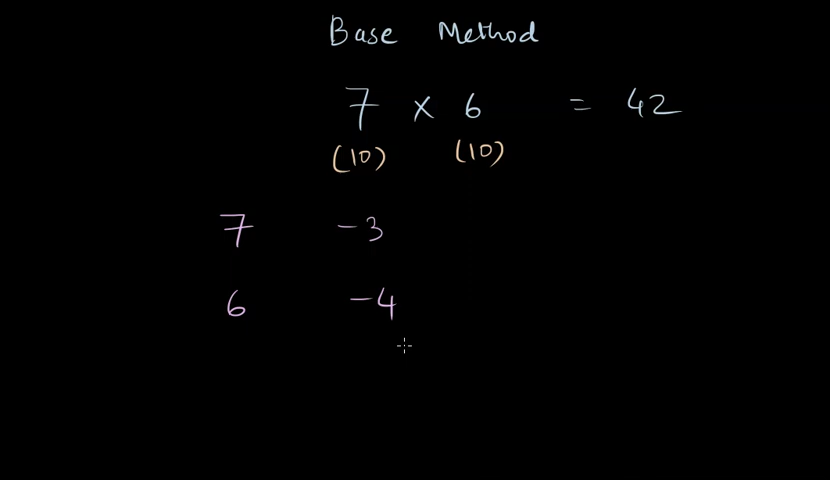 Base Method
7 x 6 = 42
(10) (10)
7 -3
6 -4